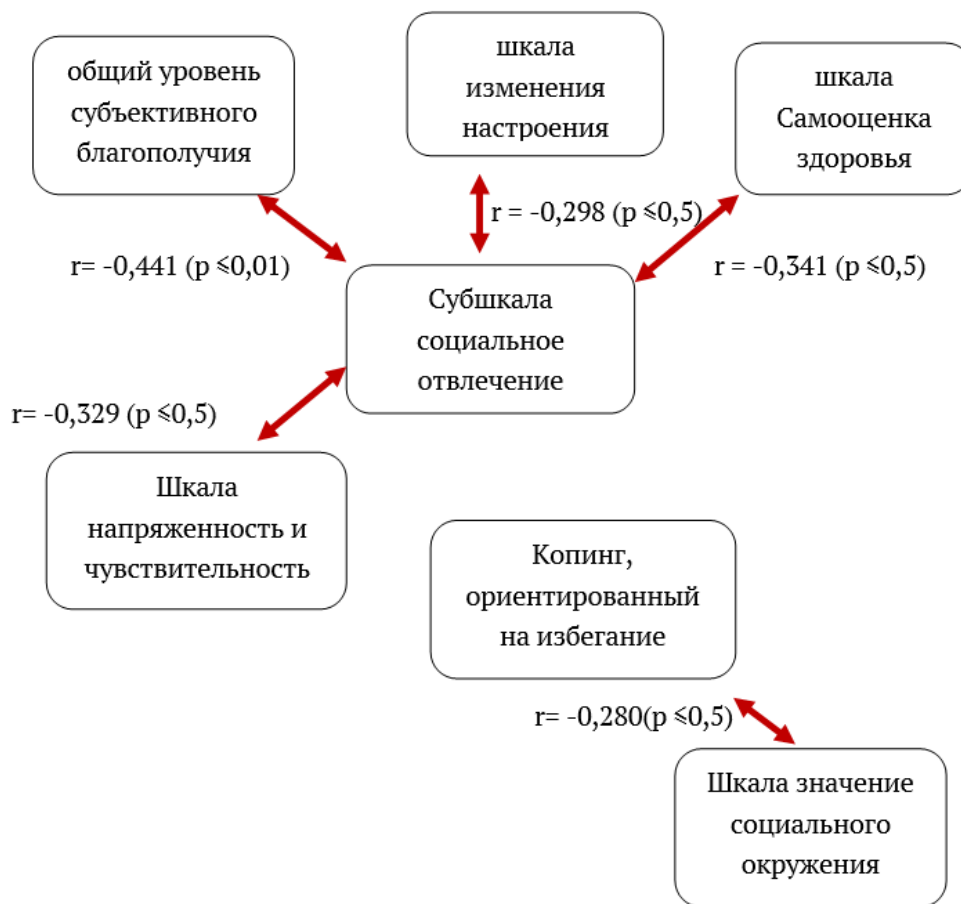 общий уровень
субъективного
благополучия
шкала
изменения
настроения
шкала
Самооценка
здоровья
r = -0,298 (p ≤0,5)
r= -0,441 (p ≤0,01)
r = -0,341 (p ≤0,5)
Субшкала
социальное
отвлечение
r= -0,329 (p ≤0,5)
Шкала
напряженность и
чувствительность
Копинг,
ориентированный
на избегание
r= -0,280(p ≤0,5)
Шкала значение
социального
окружения